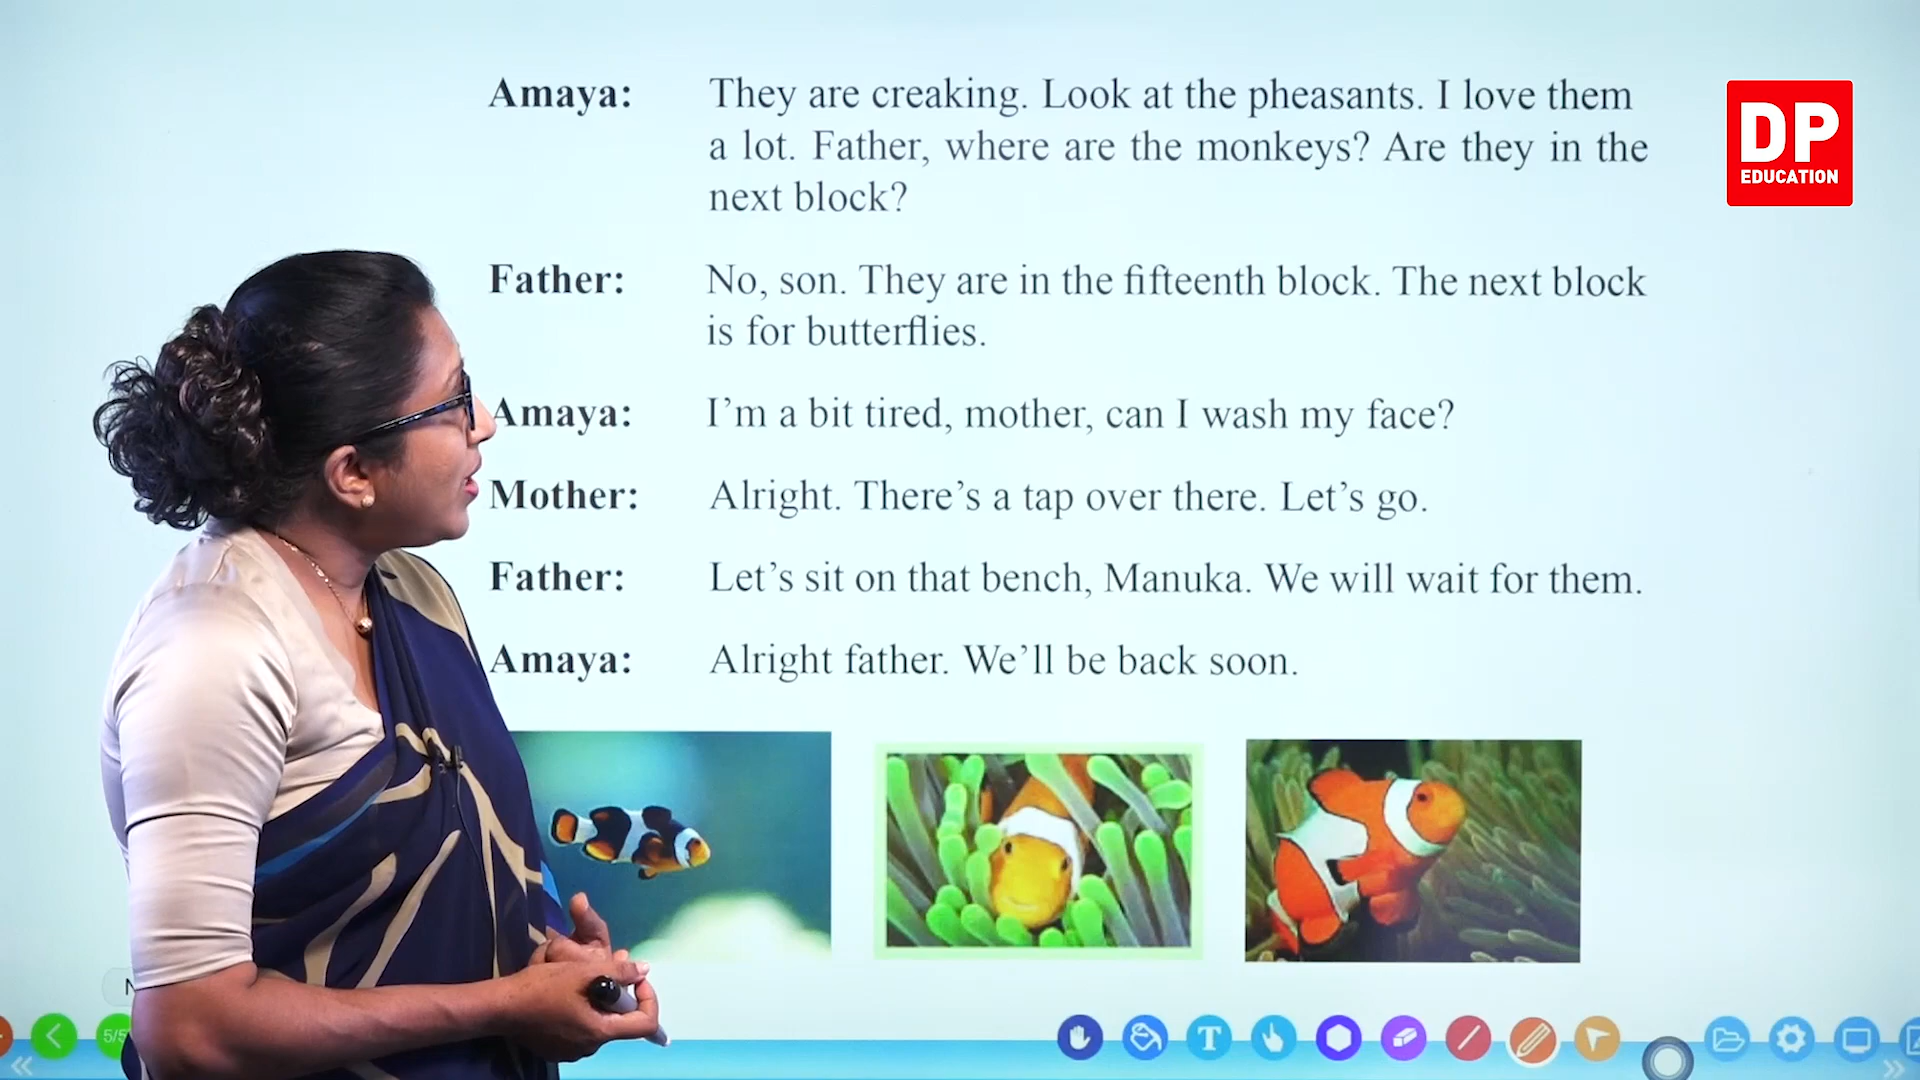 Amaya: They are creaking. Look at the pheasants. I love them
a lot. Father, where are the monkeys? Are they in the
next block?
Father: No, son. They are in the fifteenth block. The next block
is for butterflies.
Amaya: I'm a bit tired, mother, can I wash my face?
Mother: Alright. There's a tap over there. Let's go.
Father: Let's sit on that bench, Manuka. We will wait for them.
Amaya: Alright father. We'll be back soon.
DP
EDUCATION
5/5
T